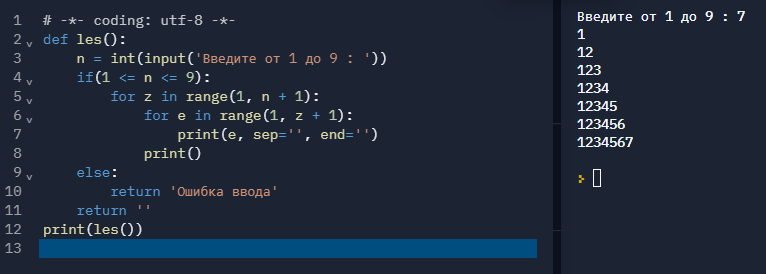 1 # -*- coding: utf-8 -*-
2 def les():
3     n = int(input('Введите от 1 до 9 : '))
4     if(1 <= n <= 9):
5         for z in range(1, n + 1):
6             for e in range(1, z + 1):
7                 print(e, sep='', end='')
8             print()
9     else:
10         return 'Ошибка ввода'
11     return ''
12 print(les())
13
Введите от 1 до 9 : 7
1
12
123
1234
12345
123456
1234567
>